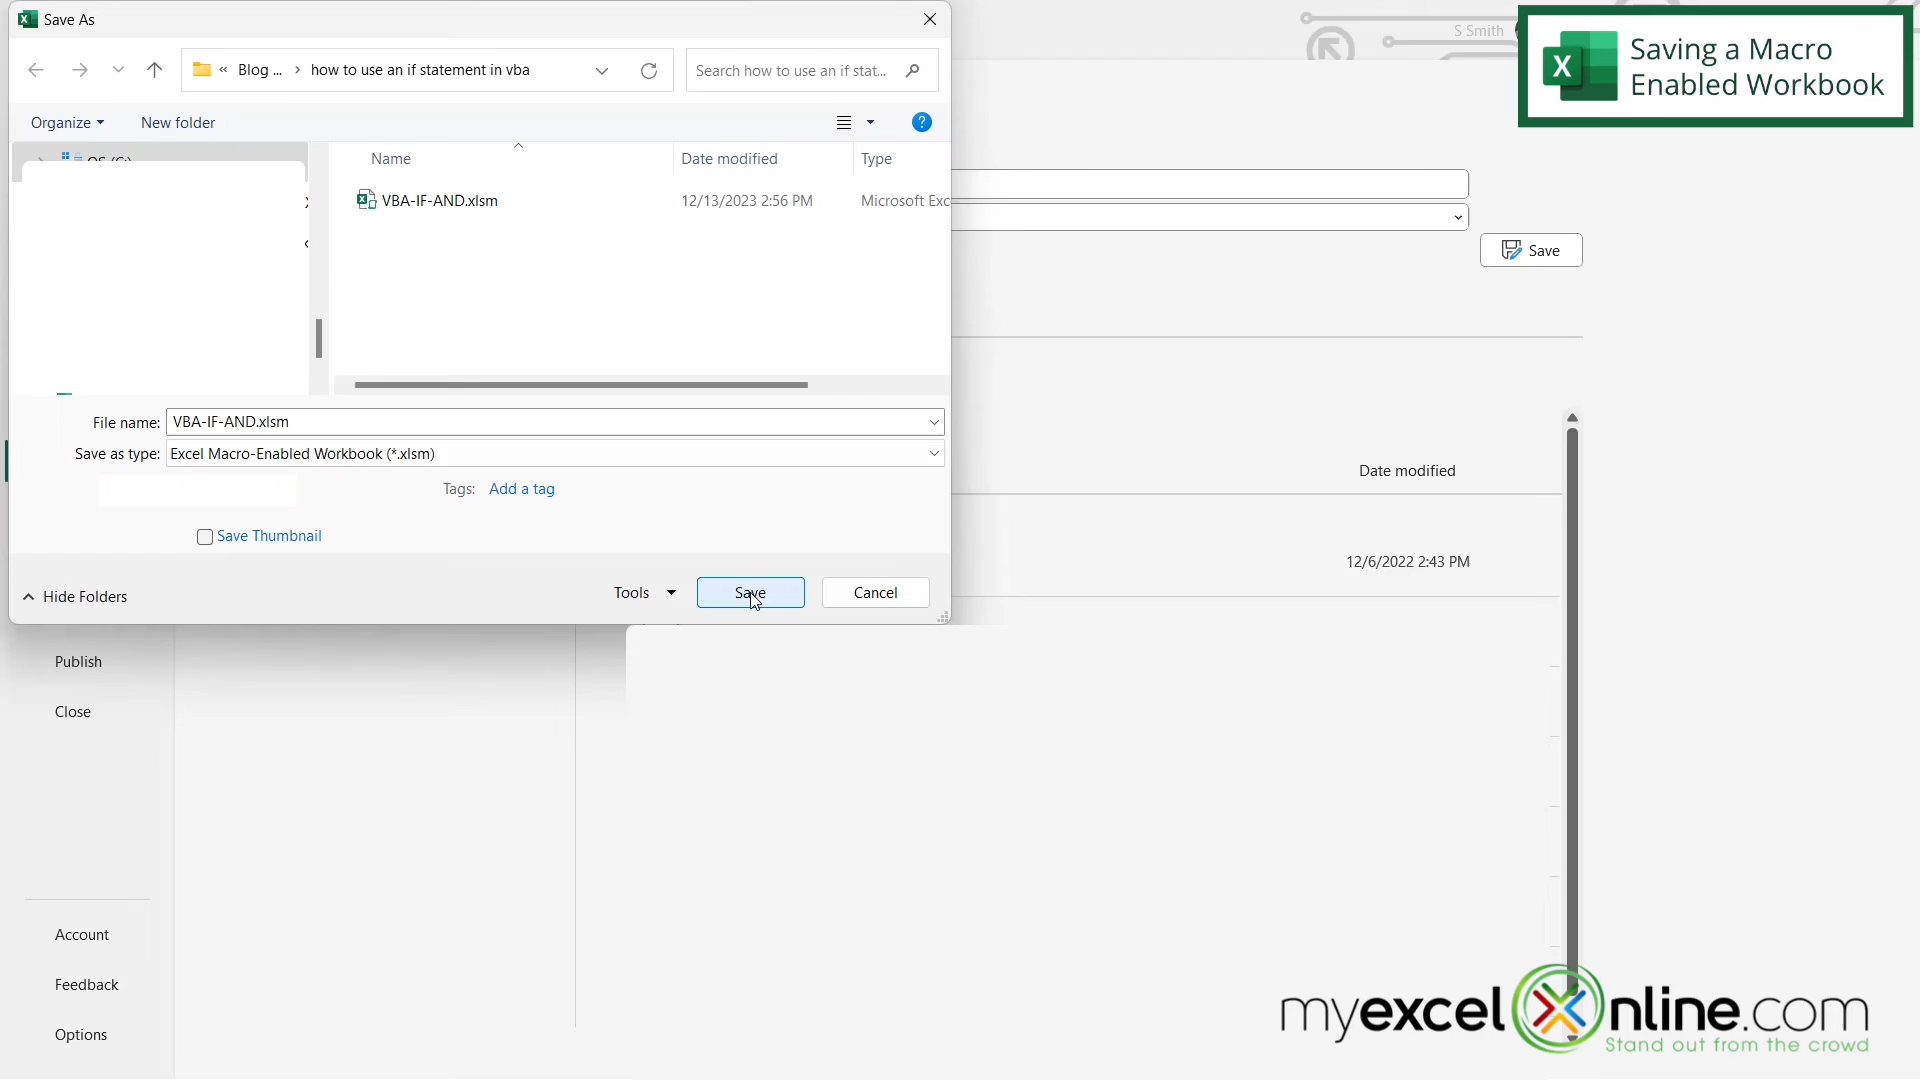 Save As
S Smith
Saving a Macro
Enabled Workbook
« Blog ... > how to use an if statement in vba
Search how to use an if stat...
Organize
New folder
?
OS (C:)
Name
Date modified
Type
VBA-IF-AND.xlsm
12/13/2023 2:56 PM
Microsoft Exc
Save
File name:
VBA-IF-AND.xlsm
Save as type:
Excel Macro-Enabled Workbook (*.xlsm)
Tags:
Add a tag
Date modified
Save Thumbnail
12/6/2022 2:43 PM
Hide Folders
Tools
Save
Cancel
Publish
Close
Account
Feedback
Options
myexcelOnline.com
Stand out from the crowd